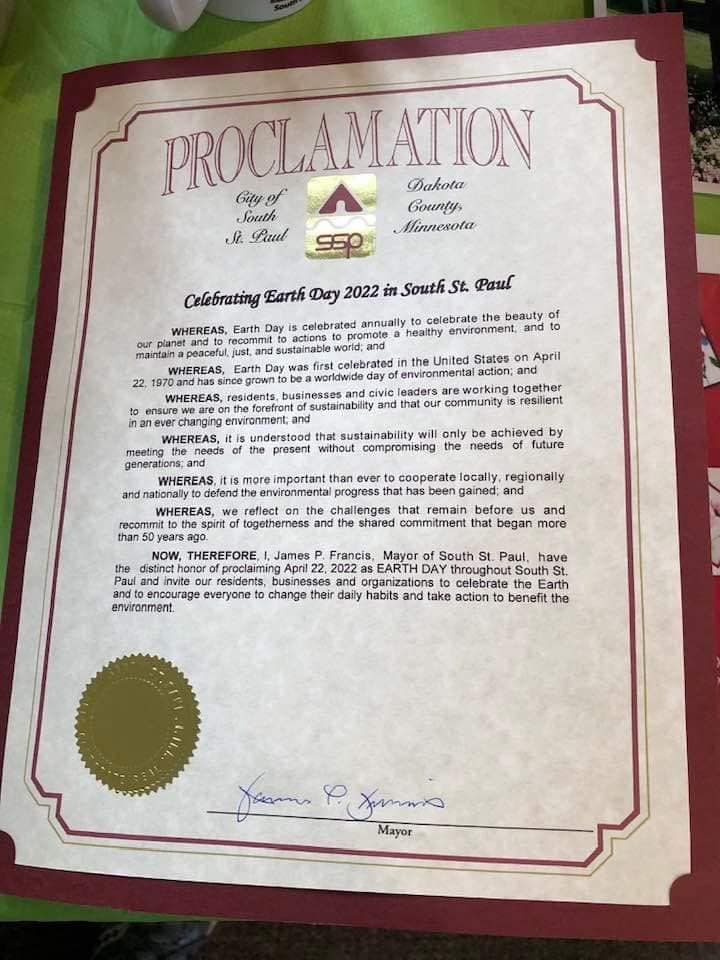 South
PROCLAMATION
City of
South
St. Paul
SSP
Dakota
County,
Minnesota
Celebrating Earth Day 2022 in South St. Paul
WHEREAS, Earth Day is celebrated annually to celebrate the beauty of
our planet and to recommit to actions to promote a healthy environment, and to
maintain a peaceful, just, and sustainable world; and
WHEREAS, Earth Day was first celebrated in the United States on April
22, 1970 and has since grown to be a worldwide day of environmental action; and
WHEREAS, residents, businesses and civic leaders are working together
to ensure we are on the forefront of sustainability and that our community is resilient
in an ever changing environment; and
WHEREAS, it is understood that sustainability will only be achieved by
meeting the needs of the present without compromising the needs of future
generations; and
WHEREAS, it is more important than ever to cooperate locally, regionally
and nationally to defend the environmental progress that has been gained; and
WHEREAS, we reflect on the challenges that remain before us and
recommit to the spirit of togetherness and the shared commitment that began more
than 50 years ago.
NOW, THEREFORE, I, James P. Francis, Mayor of South St. Paul, have
the distinct honor of proclaiming April 22, 2022 as EARTH DAY throughout South St.
Paul and invite our residents, businesses and organizations to celebrate the Earth
and to encourage everyone to change their daily habits and take action to benefit the
environment.
James P. Francis
Mayor